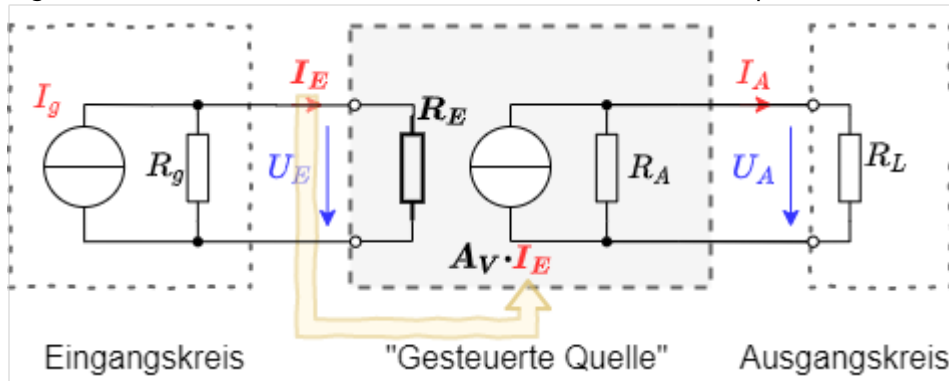 I_E
I_A
I_g
R_E
R_g
U_E
R_A
U_A
R_L
A_V·I_E
Eingangskreis
"Gesteuerte Quelle"
Ausgangskreis